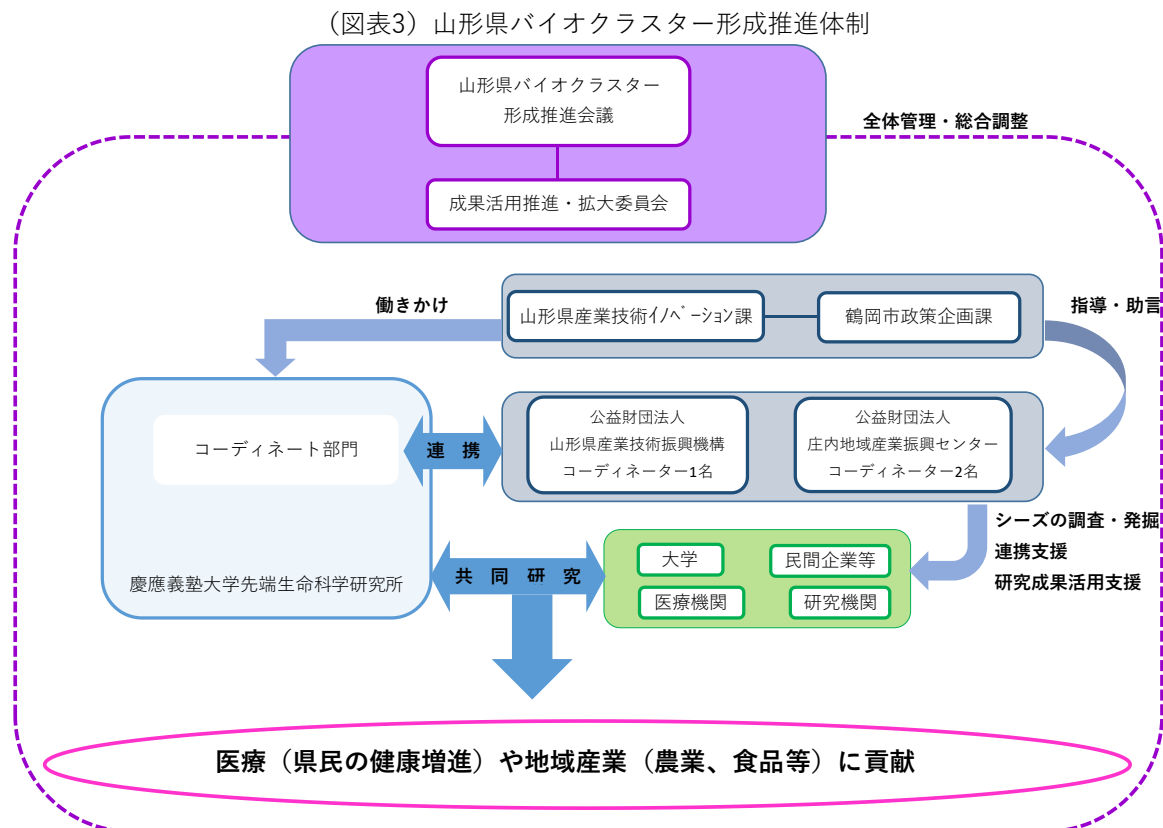 （図表3）山形県バイオクラスター形成推進体制
山形県バイオクラスター
形成推進会議
全体管理・総合調整
成果活用推進・拡大委員会
働きかけ
山形県産業技術ｲﾉﾍﾞｰｼｮﾝ課
鶴岡市政策企画課
指導・助言
コーディネート部門
連　携
公益財団法人
山形県産業技術振興機構
コーディネーター1名
公益財団法人
庄内地域産業振興センター
コーディネーター2名
シーズの調査・発掘
連携支援
研究成果活用支援
慶應義塾大学先端生命科学研究所
共　同　研　究
大学
民間企業等
医療機関
研究機関
医療（県民の健康増進）や地域産業（農業、食品等）に貢献